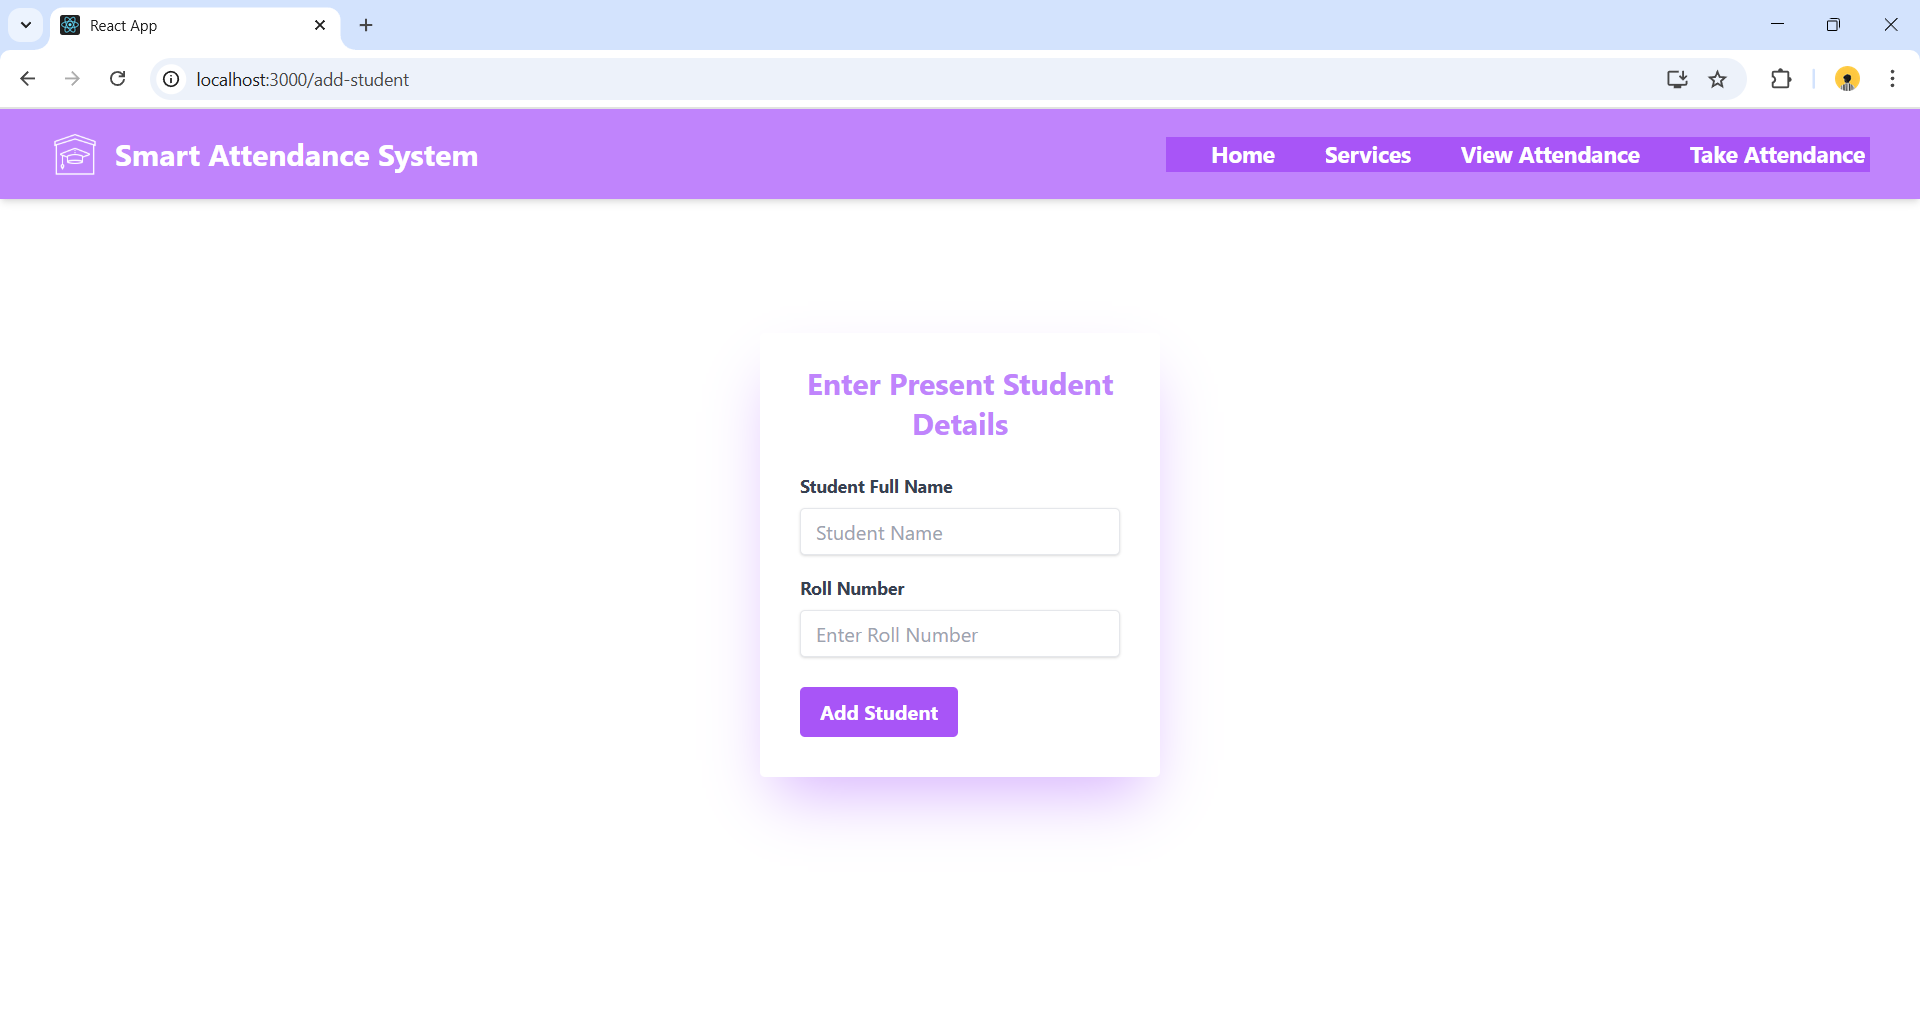 React App
localhost:3000/add-student
Smart Attendance System
Home Services View Attendance Take Attendance
Enter Present Student
Details
Student Full Name
Student Name
Roll Number
Enter Roll Number
Add Student